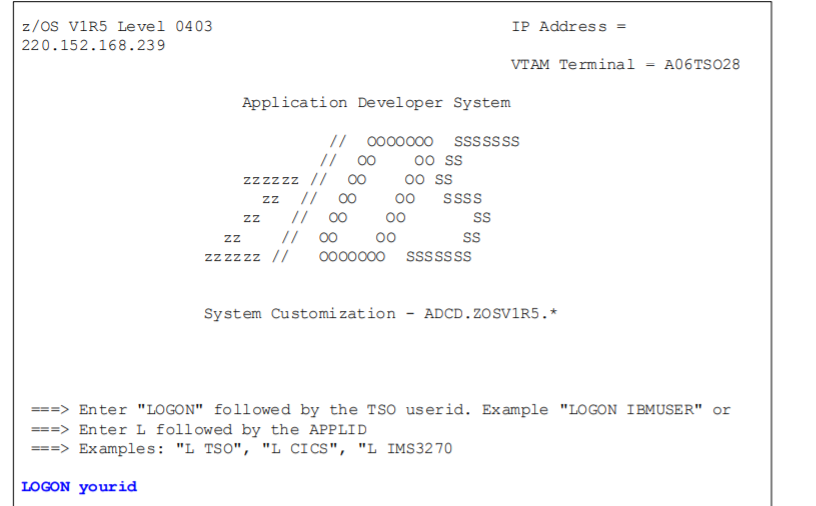 z/OS V1R5 Level 0403                               IP Address =
220.152.168.239
                                                   VTAM Terminal = A06TSO28
                       Application Developer System
                                //  OOOOOOO  SSSSSSS
                               //  OO    OO SS
                       zzzzzz //  OO    OO SS
                         zz  //  OO    OO   SSSS
                       zz   //  OO    OO       SS
                     zz    //  OO    OO       SS
                   zzzzzz //   OOOOOOO  SSSSSSS
                   System Customization - ADCD.ZOSV1R5.*
===> Enter "LOGON" followed by the TSO userid. Example "LOGON IBMUSER" or
===> Enter L followed by the APPLID
===> Examples: "L TSO", "L CICS", "L IMS3270
LOGON yourid